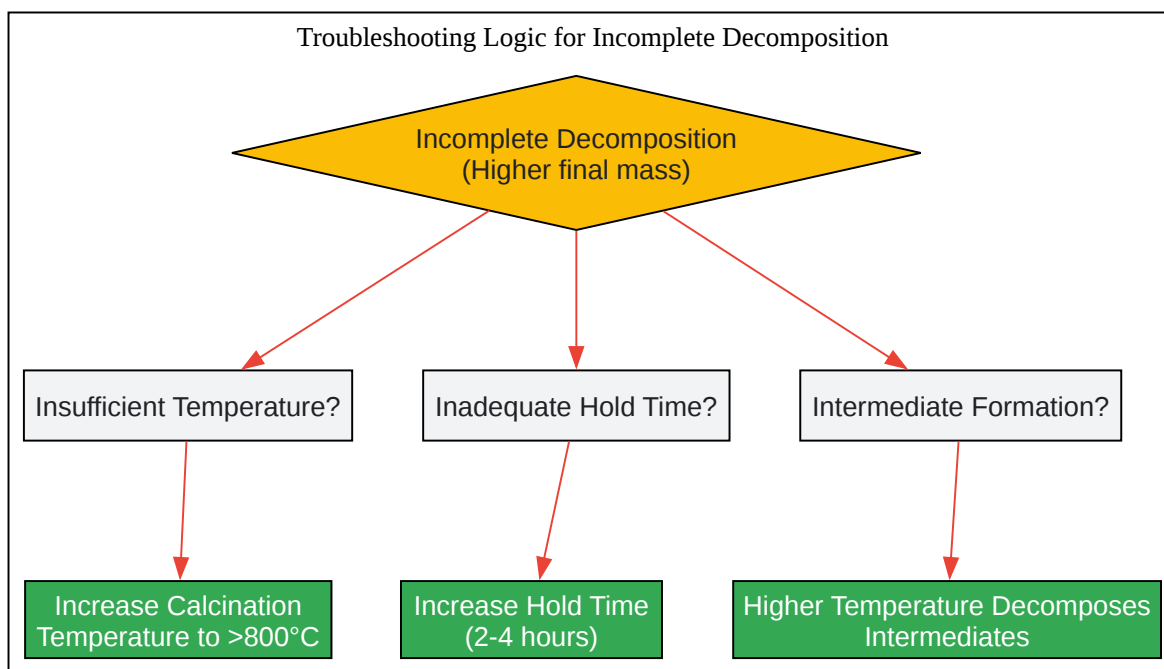 Troubleshooting Logic for Incomplete Decomposition
Incomplete Decomposition
(Higher final mass)
Insufficient Temperature?
Inadequate Hold Time?
Intermediate Formation?
Increase Calcination
Temperature to >800°C
Increase Hold Time
(2-4 hours)
Higher Temperature Decomposes
Intermediates